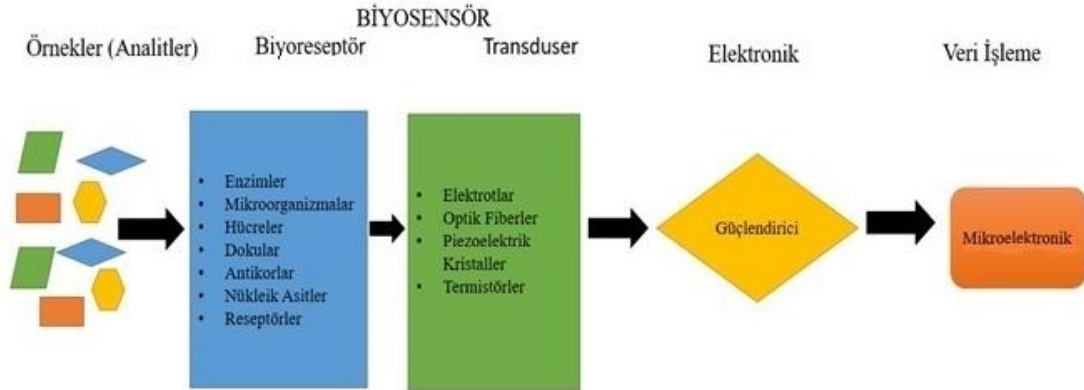 BİYOSENSÖR
Örnekler (Analitler)
Biyoreseptör
Transduser
Elektronik
Veri İşleme
• Enzimler
• Mikroorganizmalar
• Hücreler
• Dokular
• Antikorlar
• Nükleik Asitler
• Reseptörler
• Elektrotlar
• Optik Fiberler
• Piezoelektrik
Kristaller
• Termistörler
Güçlendirici
Mikroelektronik